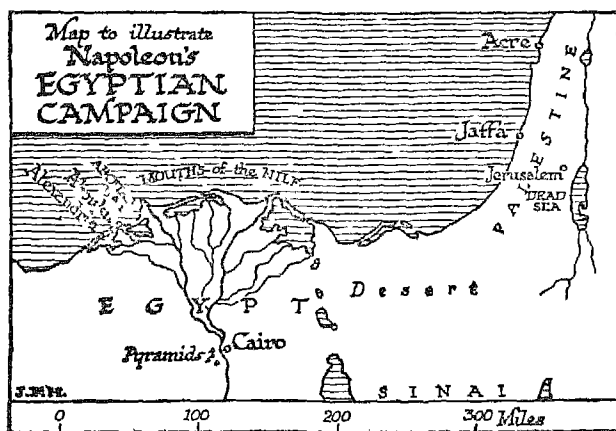 Map to illustrate
Napoleon's
EGYPTIAN
CAMPAIGN
Acre
PALESTINE
Jaffa
Jerusalem
DEAD
SEA
MOUTHS of the NILE
Aboukir
Alexandria
EGYPT
Desert
Cairo
Pyramids
SINAI
0 100 200 300 Miles